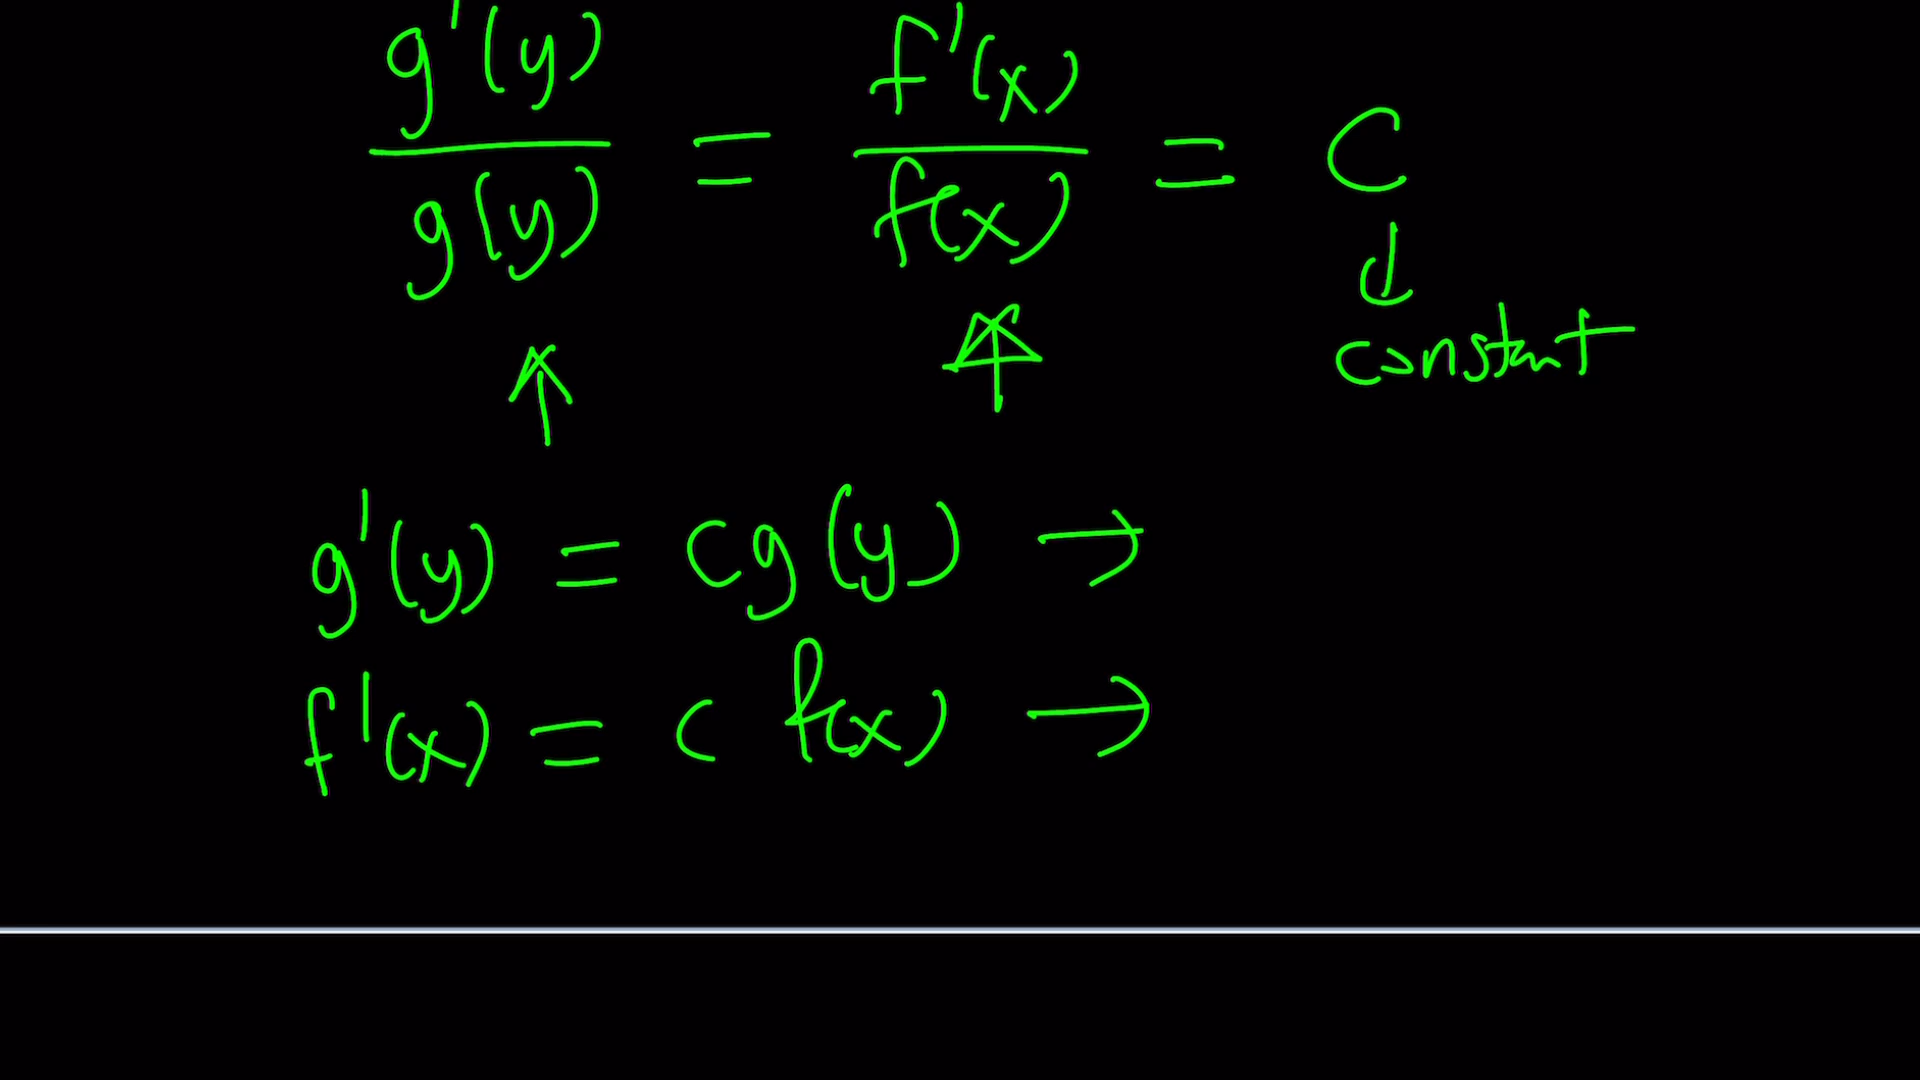 g'(y)/g(y) = f'(x)/f(x) = C
↓
constant
↑ ↑
g'(y) = cg(y) →
f'(x) = c f(x) →